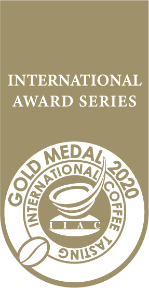 INTERNATIONAL
AWARD SERIES
GOLD MEDAL 2020
INTERNATIONAL COFFEE TASTING
IIAC